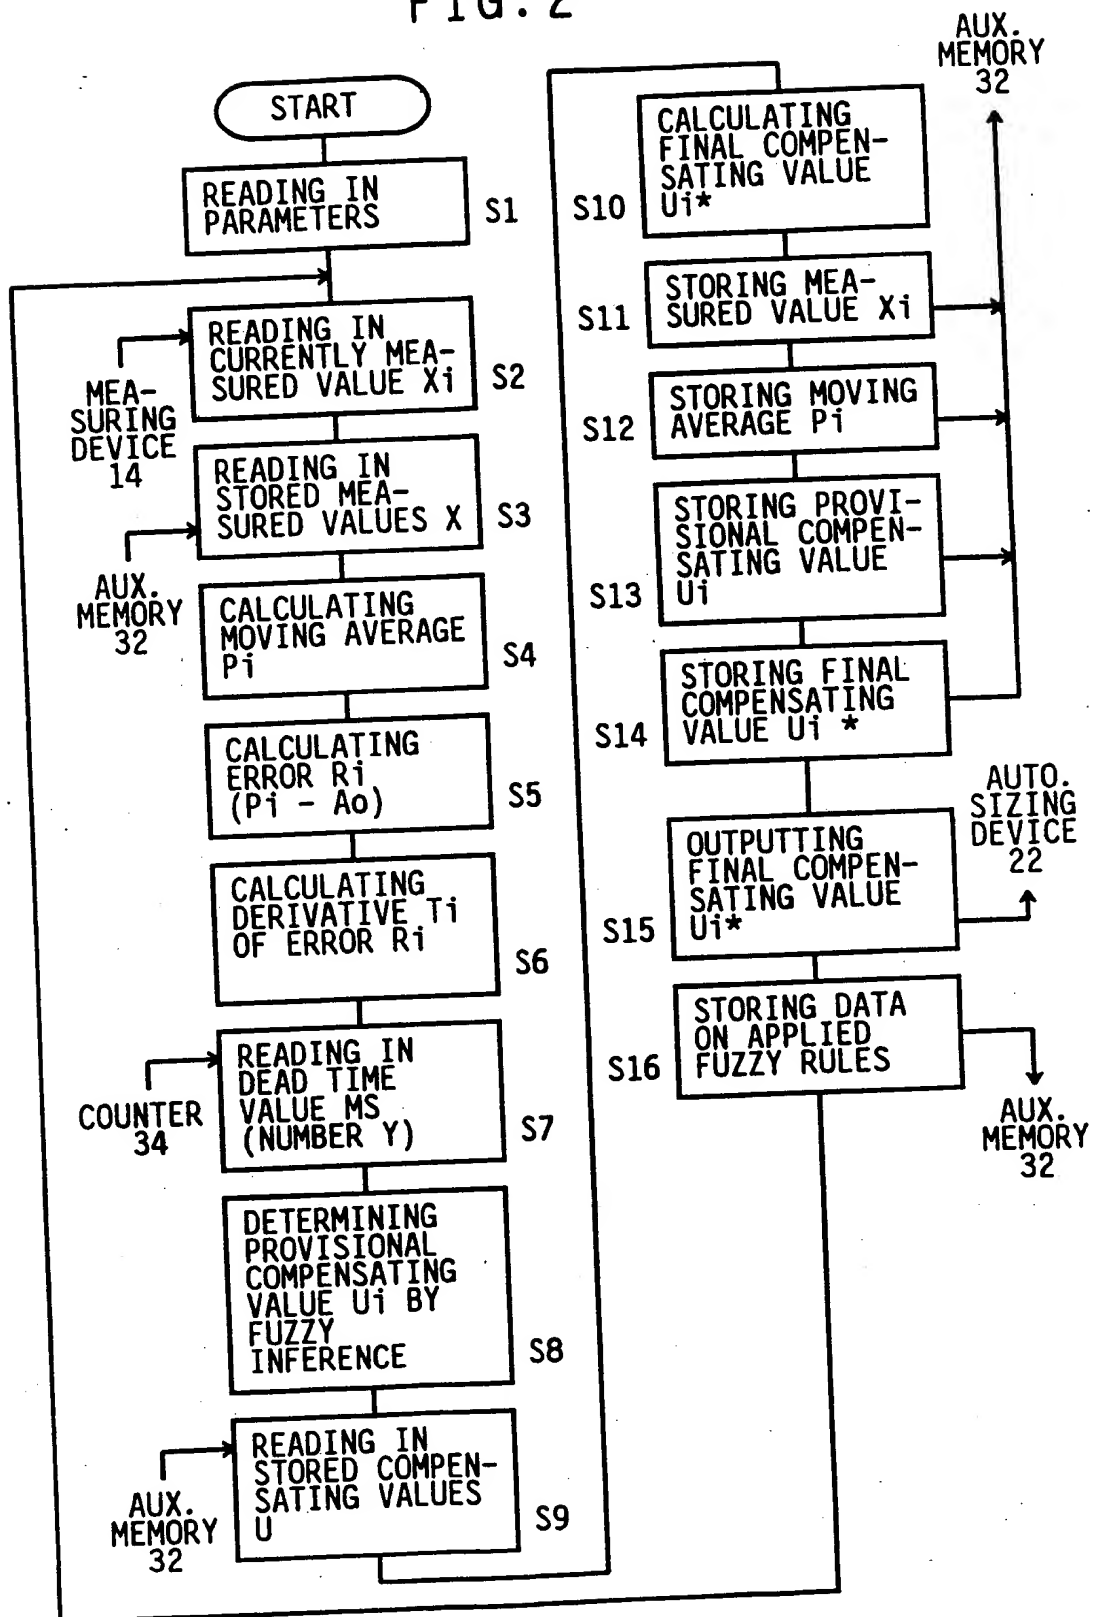 FIG. 2
START
READING IN
PARAMETERS
S1
READING IN
CURRENTLY MEA-
SURED VALUE Xi
S2
MEA-
SURING
DEVICE
14
READING IN
STORED MEA-
SURED VALUES X
S3
AUX.
MEMORY
32
CALCULATING
MOVING AVERAGE
Pi
S4
CALCULATING
ERROR Ri
(Pi - Ao)
S5
CALCULATING
DERIVATIVE Ti
OF ERROR Ri
S6
READING IN
DEAD TIME
VALUE MS
(NUMBER Y)
S7
COUNTER
34
DETERMINING
PROVISIONAL
COMPENSATING
VALUE Ui BY
FUZZY
INFERENCE
S8
READING IN
STORED COMPEN-
SATING VALUES
U
S9
AUX.
MEMORY
32
AUX.
MEMORY
32
CALCULATING
FINAL COMPEN-
SATING VALUE
Ui*
S10
STORING MEA-
SURED VALUE Xi
S11
STORING MOVING
AVERAGE Pi
S12
STORING PROVI-
SIONAL COMPEN-
SATING VALUE
Ui
S13
STORING FINAL
COMPENSATING
VALUE Ui *
S14
AUTO.
SIZING
DEVICE
22
OUTPUTTING
FINAL COMPEN-
SATING VALUE
Ui*
S15
STORING DATA
ON APPLIED
FUZZY RULES
S16
AUX.
MEMORY
32